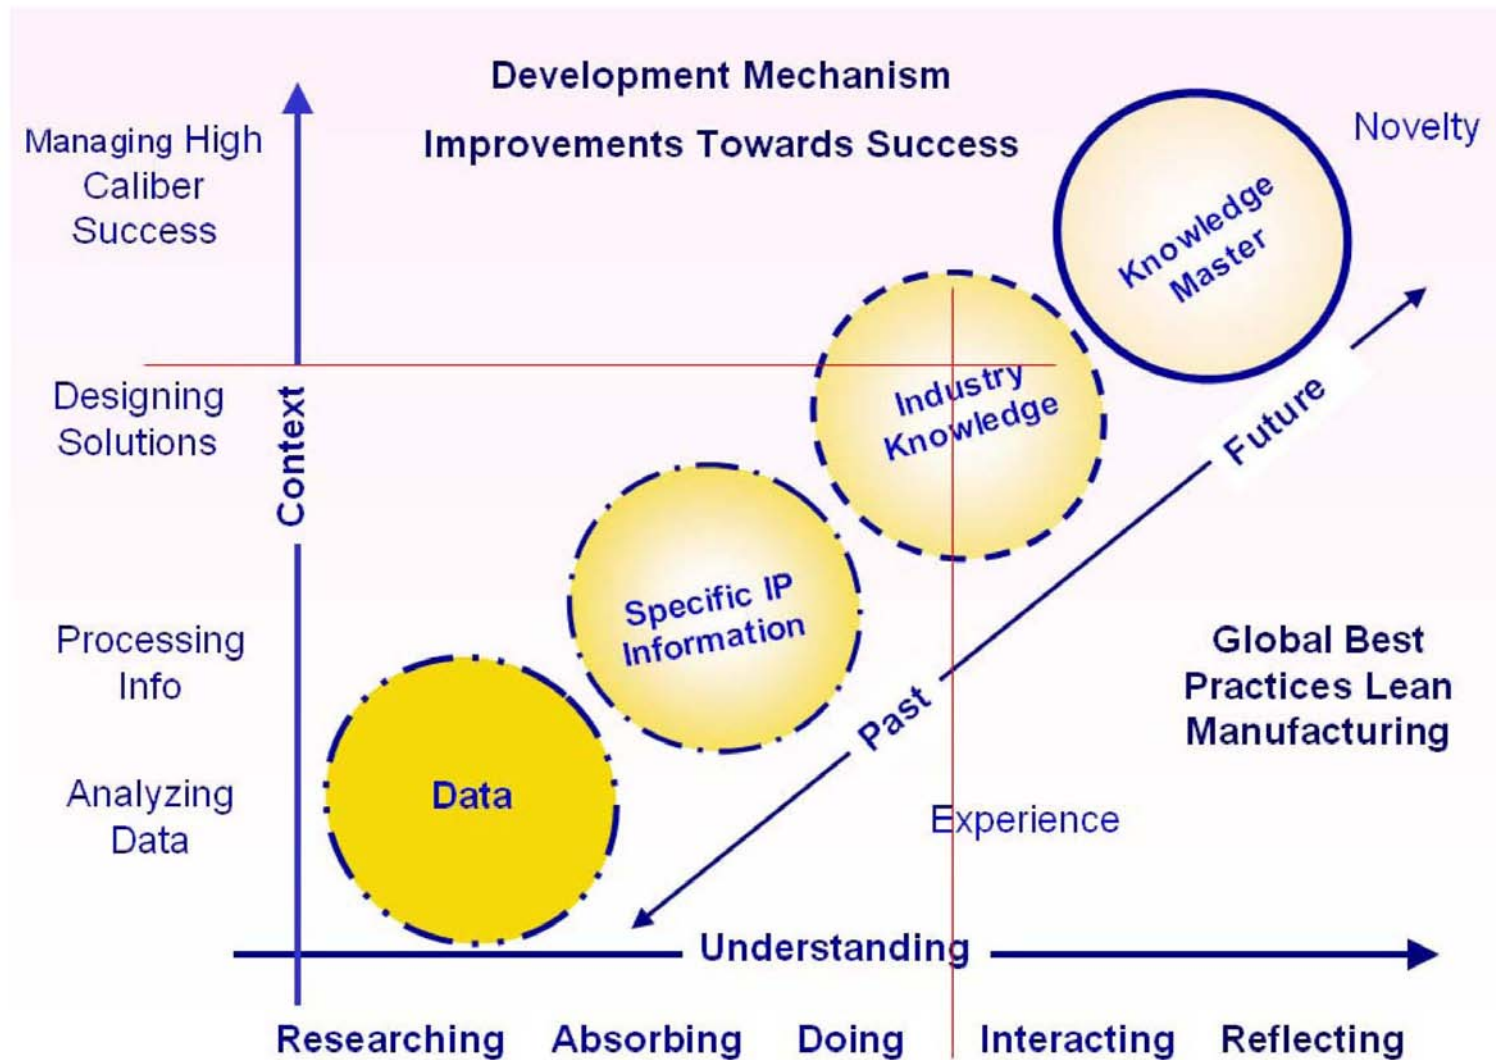 Development Mechanism
Improvements Towards Success
Novelty
Managing High
Caliber
Success
Knowledge
Master
Designing
Solutions
Context
Industry
Knowledge
Future
Specific IP
Information
Processing
Info
Global Best
Practices Lean
Manufacturing
Past
Data
Analyzing
Data
Experience
Understanding
Researching Absorbing Doing Interacting Reflecting